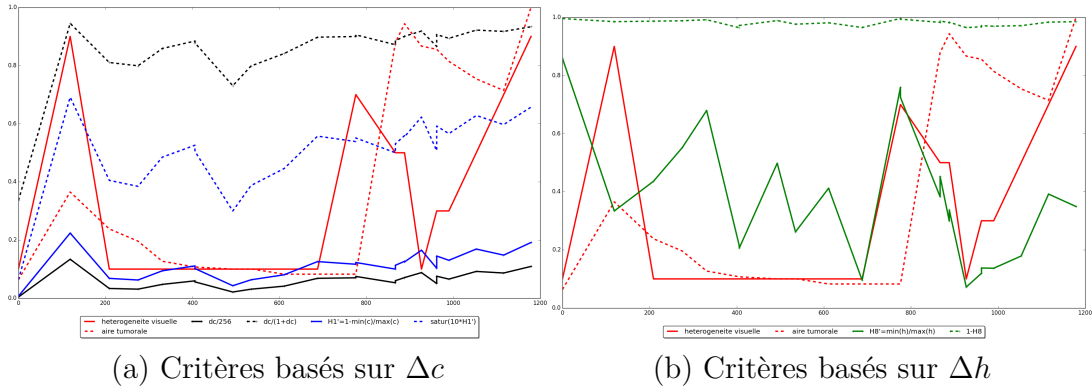 1.0
0.8
0.6
0.4
0.2
0.0
0 200 400 600 800 1000 1200
heterogeneite visuelle dc/256 dc/(1+dc) H1'=1-min(c)/max(c) satur(10*H1')
aire tumorale
(a) Critères basés sur Δc
1.0
0.8
0.6
0.4
0.2
0.0
0 200 400 600 800 1000 1200
heterogeneite visuelle aire tumorale H8'=min(h)/max(h) 1-H8
(b) Critères basés sur Δh